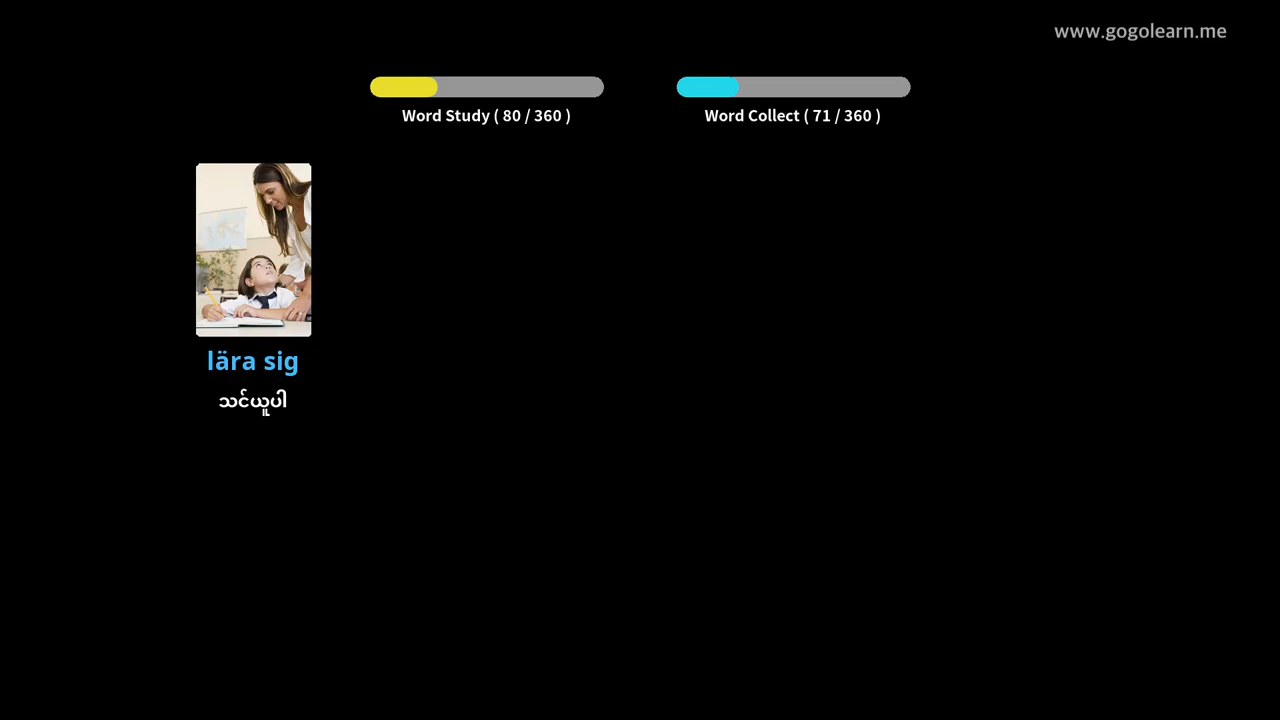 www.gogolearn.me
Word Study ( 80 / 360 )
Word Collect ( 71 / 360 )
lära sig
သင်ယူပါ